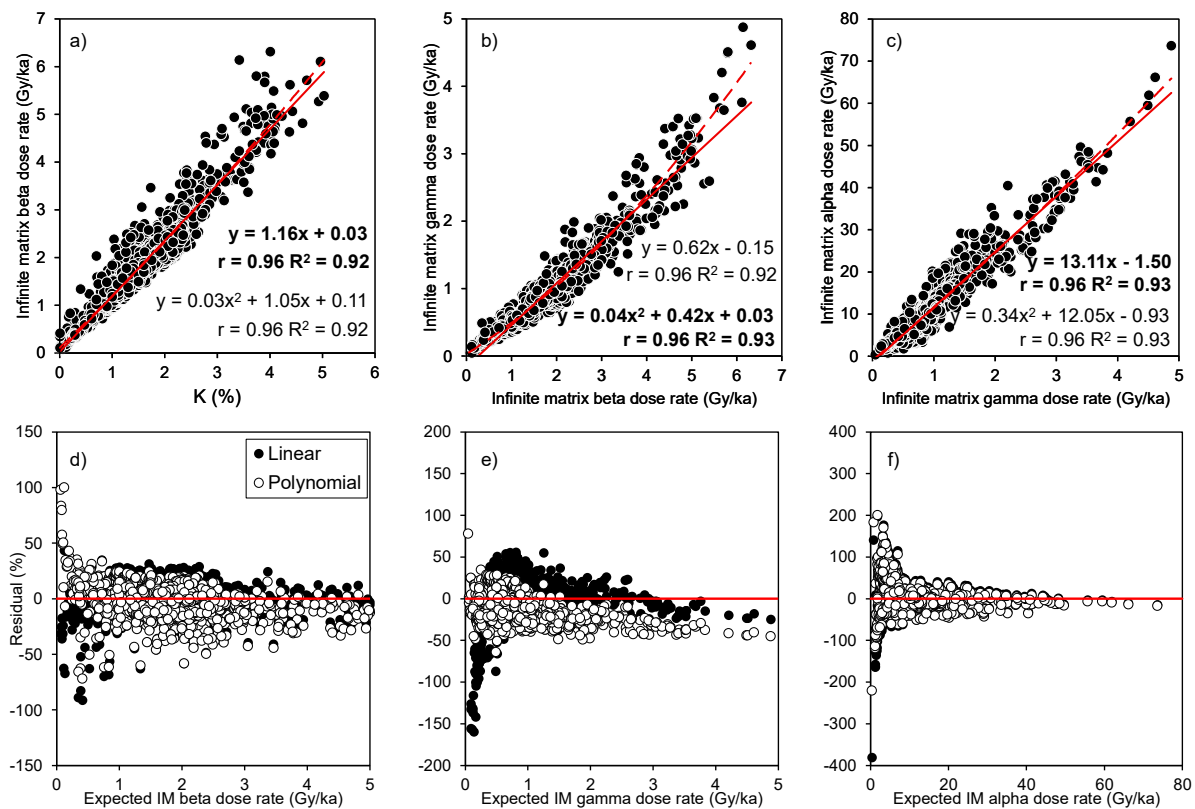 a)
Infinite matrix beta dose rate (Gy/ka)
7
6
5
4
3
2
1
0
y = 1.16x + 0.03
r = 0.96 R² = 0.92
y = 0.03x² + 1.05x + 0.11
r = 0.96 R² = 0.92
0 1 2 3 4 5 6
K (%)
b)
Infinite matrix gamma dose rate (Gy/ka)
5
4
3
2
1
0
y = 0.62x - 0.15
r = 0.96 R² = 0.92
y = 0.04x² + 0.42x + 0.03
r = 0.96 R² = 0.93
0 1 2 3 4 5 6 7
Infinite matrix beta dose rate (Gy/ka)
c)
Infinite matrix alpha dose rate (Gy/ka)
80
70
60
50
40
30
20
10
0
y = 13.11x - 1.50
r = 0.96 R² = 0.93
y = 0.34x² + 12.05x - 0.93
r = 0.96 R² = 0.93
0 1 2 3 4 5
Infinite matrix gamma dose rate (Gy/ka)
d)
Residual (%)
150
100
50
0
-50
-100
-150
Linear
Polynomial
0 1 2 3 4 5
Expected IM beta dose rate (Gy/ka)
e)
200
150
100
50
0
-50
-100
-150
-200
0 1 2 3 4 5
Expected IM gamma dose rate (Gy/ka)
f)
400
300
200
100
0
-100
-200
-300
-400
0 20 40 60 80
Expected IM alpha dose rate (Gy/ka)